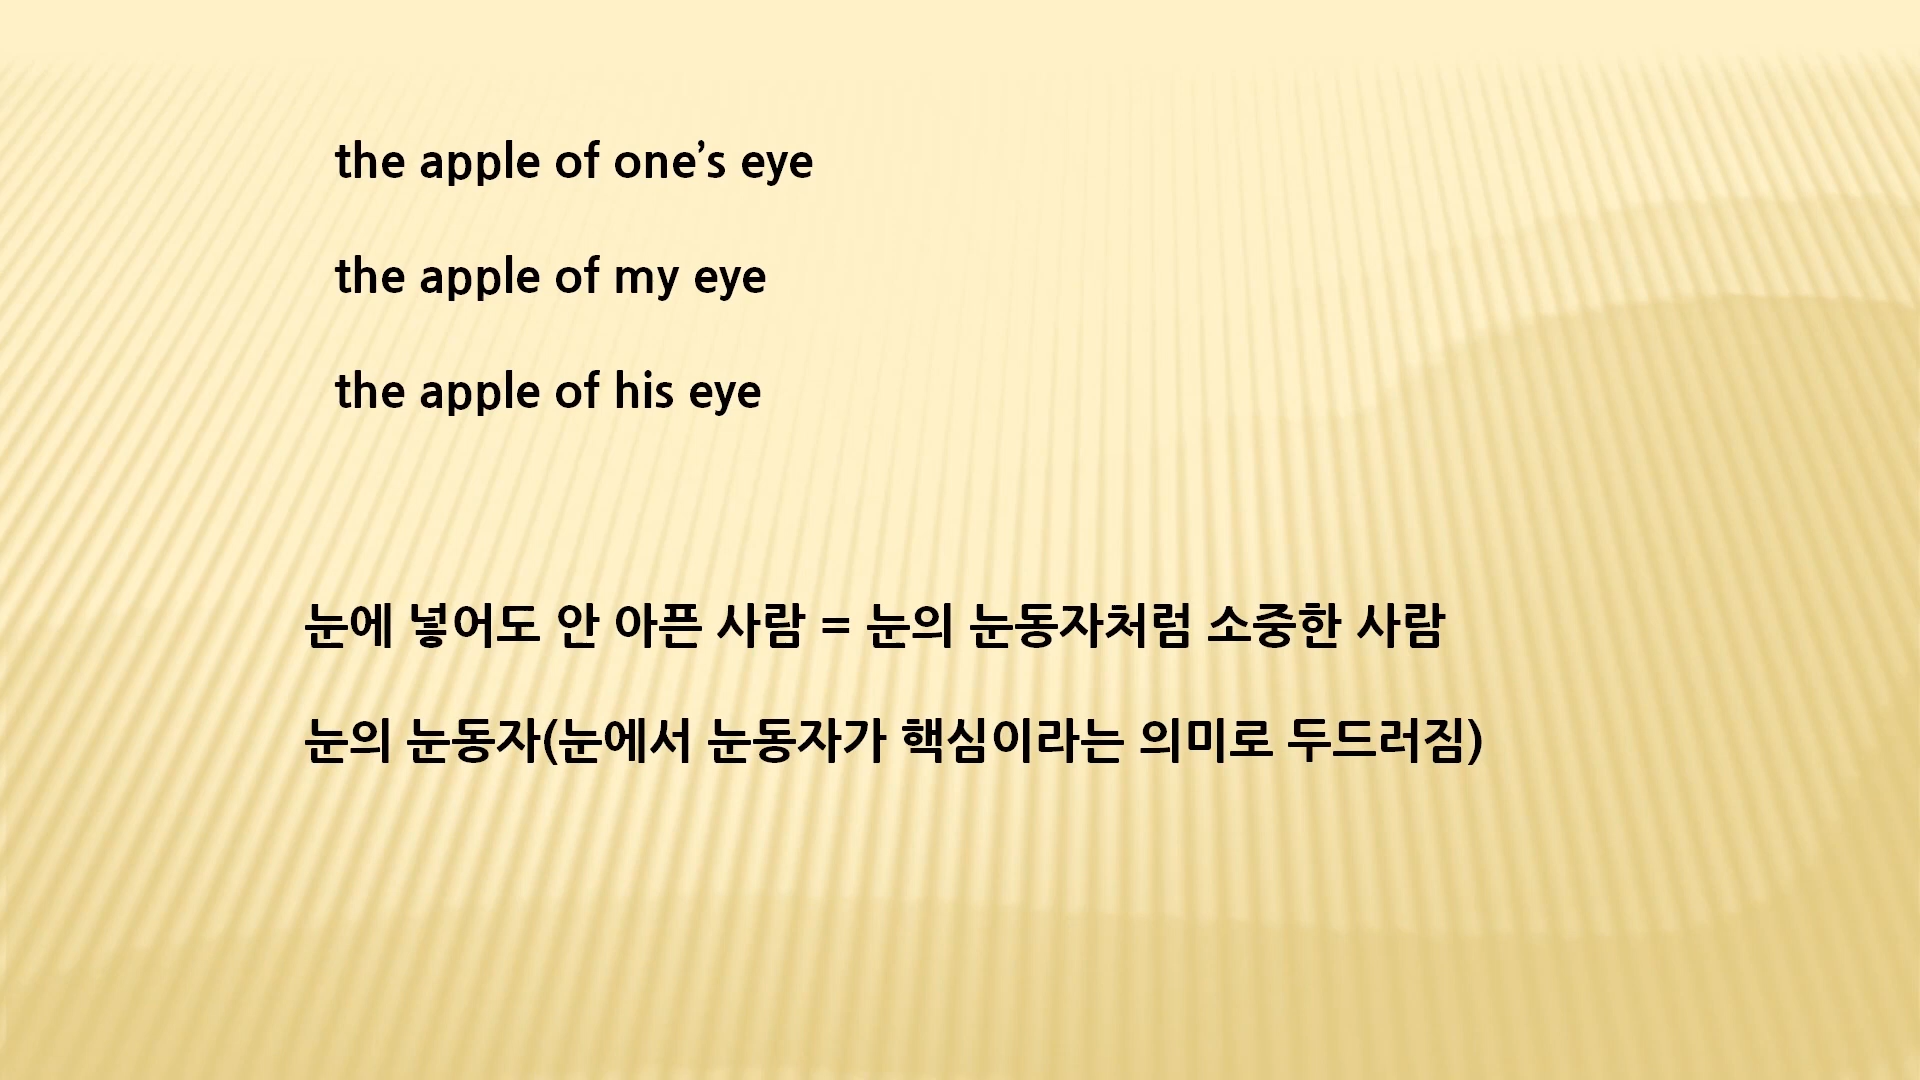 the apple of one’s eye
the apple of my eye
the apple of his eye
눈에 넣어도 안 아픈 사람 = 눈의 눈동자처럼 소중한 사람
눈의 눈동자(눈에서 눈동자가 핵심이라는 의미로 두드러짐)